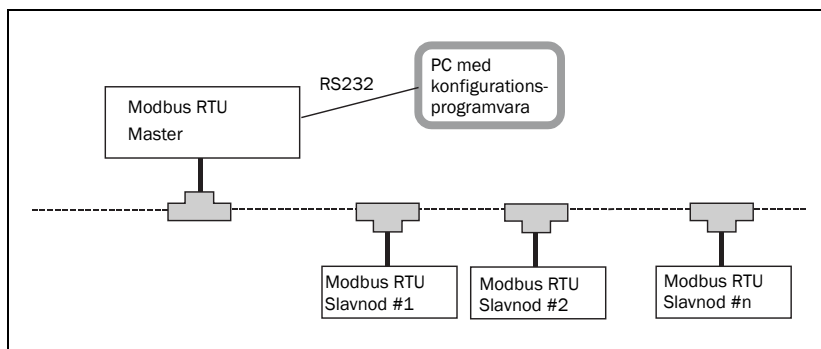 RS232
PC med
konfigurations-
programvara
Modbus RTU
Master
Modbus RTU
Slavnod #1
Modbus RTU
Slavnod #2
Modbus RTU
Slavnod #n